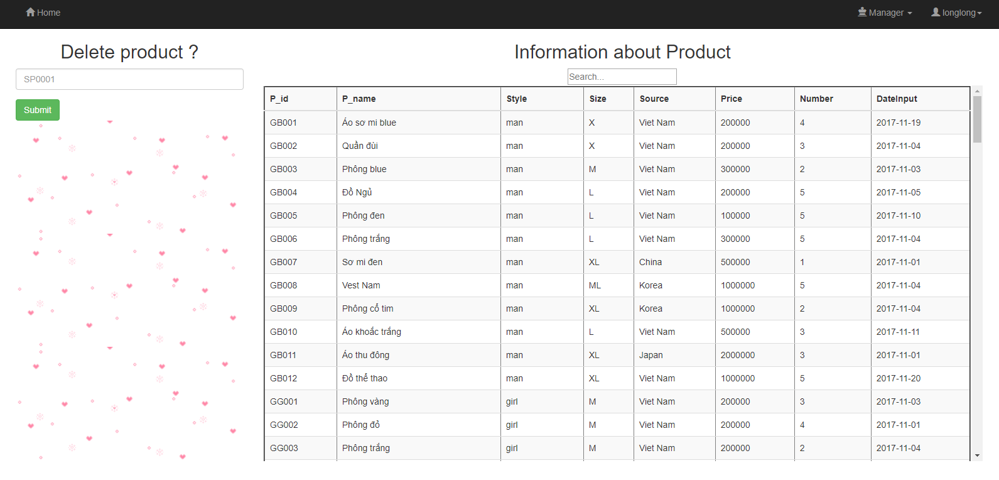 Home Manager longlong
Delete product ?
SP0001
Submit
Information about Product
Search...
P_id P_name Style Size Source Price Number DateInput
GB001 Áo sơ mi blue man X Viet Nam 200000 4 2017-11-19
GB002 Quần đùi man X Viet Nam 200000 3 2017-11-04
GB003 Phông blue man M Viet Nam 300000 2 2017-11-03
GB004 Đồ Ngủ man L Viet Nam 200000 5 2017-11-05
GB005 Phông đen man L Viet Nam 100000 5 2017-11-10
GB006 Phông trắng man L Viet Nam 300000 5 2017-11-04
GB007 Sơ mi đen man XL China 500000 1 2017-11-01
GB008 Vest Nam man ML Korea 1000000 5 2017-11-04
GB009 Phông cổ tim man XL Korea 1000000 2 2017-11-04
GB010 Áo khoắc trắng man L Viet Nam 500000 3 2017-11-11
GB011 Áo thu đông man XL Japan 2000000 3 2017-11-01
GB012 Đồ thể thao man XL Viet Nam 1000000 5 2017-11-20
GG001 Phông vàng girl M Viet Nam 200000 3 2017-11-03
GG002 Phông đỏ girl M Viet Nam 200000 4 2017-11-01
GG003 Phông trắng girl M Viet Nam 200000 2 2017-11-04